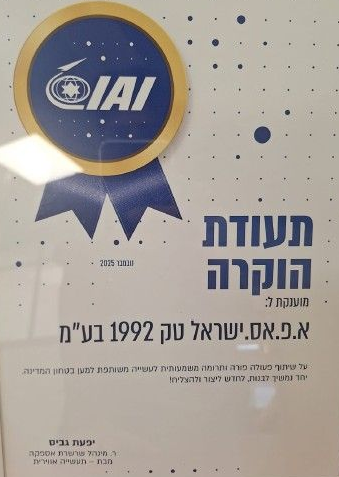 IAI
תעודת
הוקרה
נובמבר 2025
מוענקת ל:
א.פ.אס.ישראל טק 1992 בע"מ
על שיתוף פעולה פורה ותרומה משמעותית לעשייה משותפת למען בטחון המדינה.
יחד נמשיך לבנות, לחדש ליצור ולהצליח!
יפעת גביס
ר. מינהל שרשרת אספקה
מבת – תעשייה אווירית